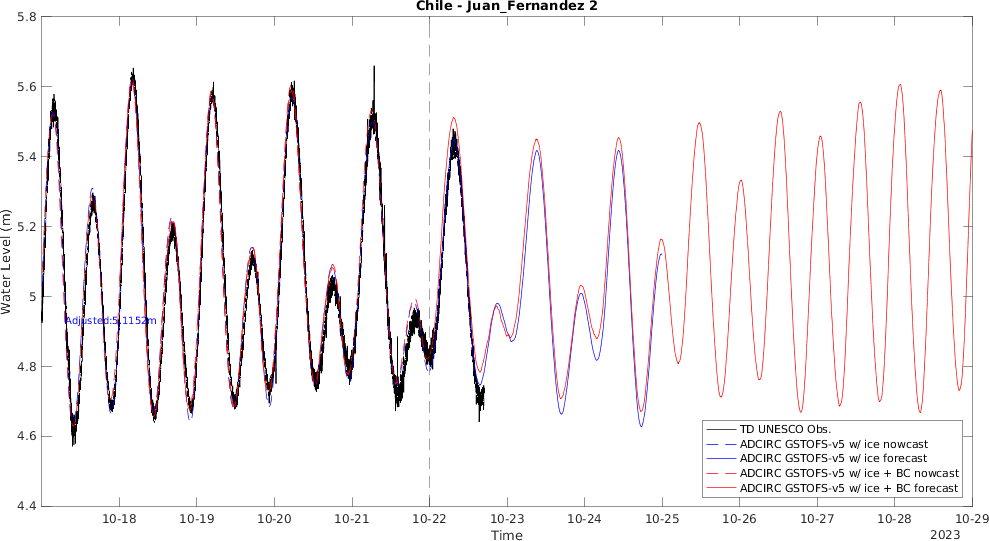 Chile - Juan_Fernandez 2
5.8
5.6
5.4
5.2
5
4.8
4.6
4.4
Water Level (m)
Adjusted:5.1152m
TD UNESCO Obs.
ADCIRC GSTOFS-v5 w/ ice nowcast
ADCIRC GSTOFS-v5 w/ ice forecast
ADCIRC GSTOFS-v5 w/ ice + BC nowcast
ADCIRC GSTOFS-v5 w/ ice + BC forecast
10-18 10-19 10-20 10-21 10-22 10-23 10-24 10-25 10-26 10-27 10-28 10-29
Time
2023